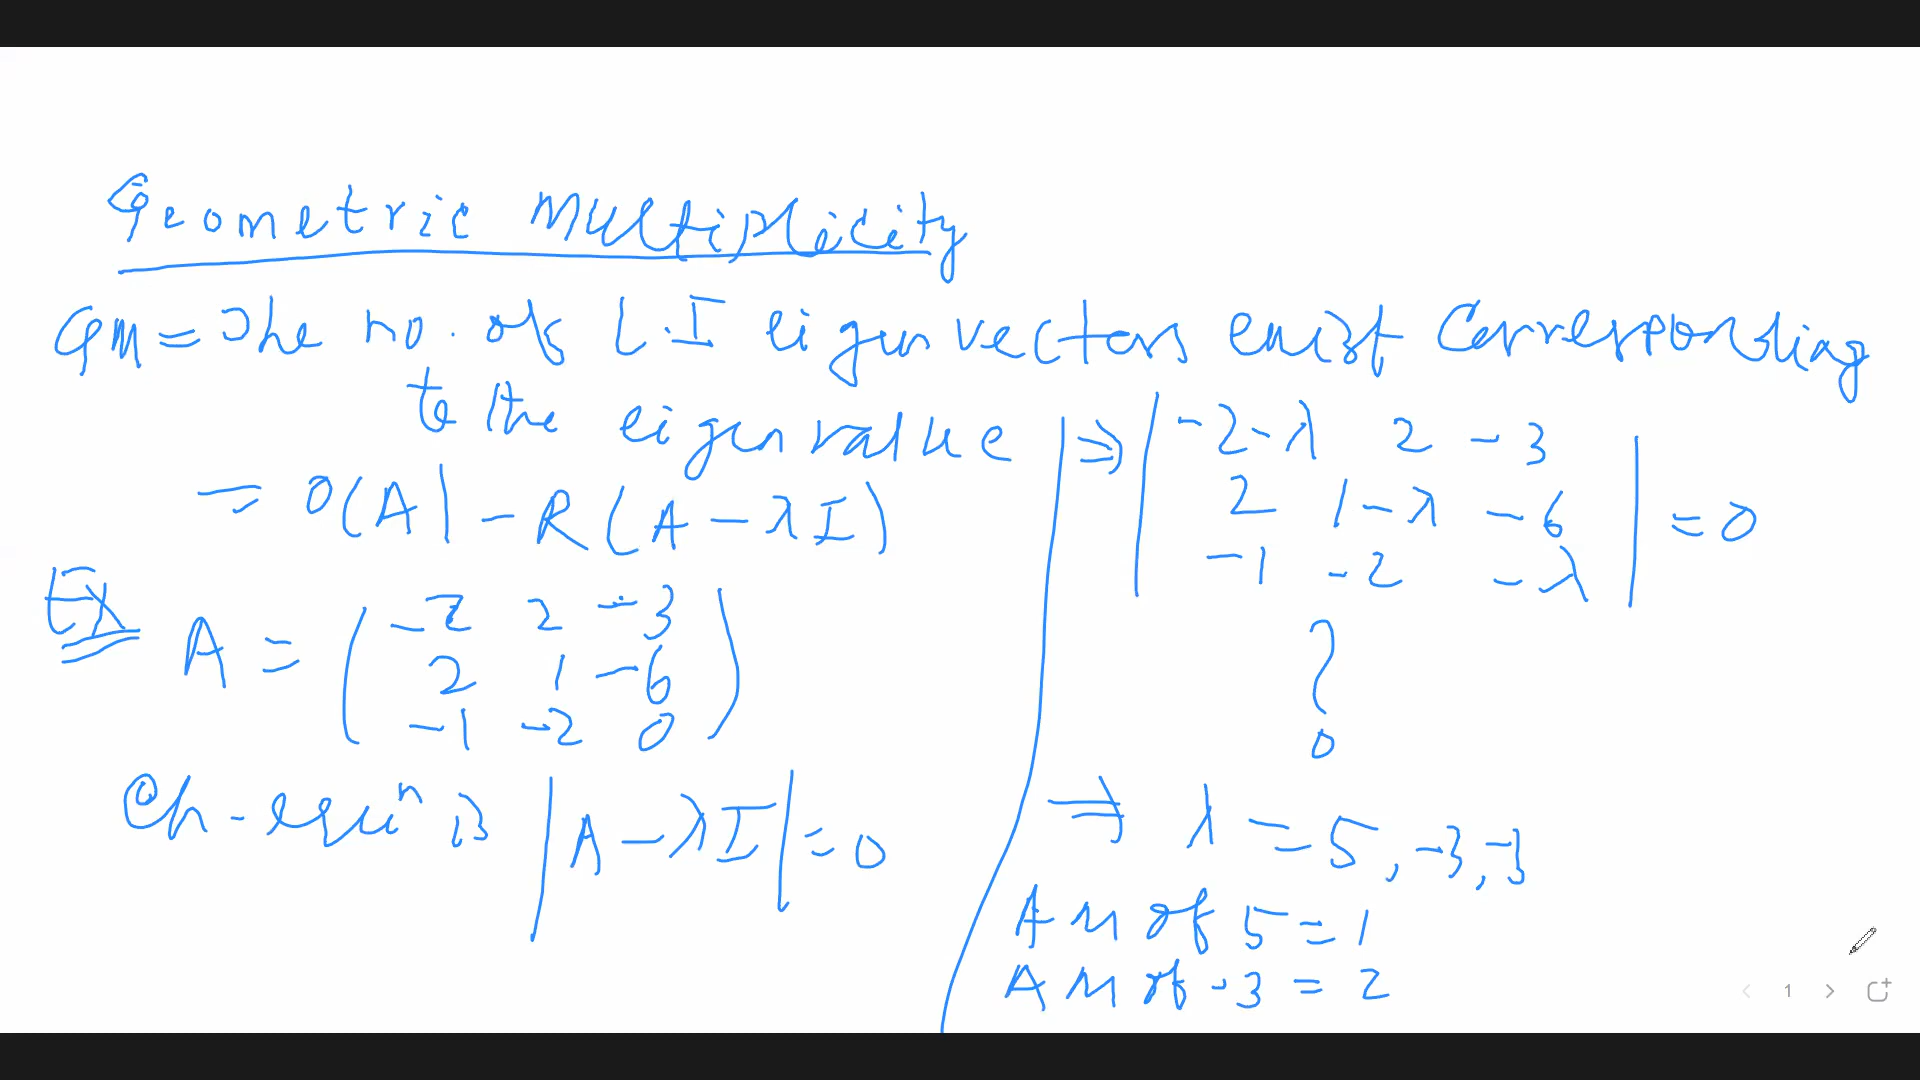 Geometric Multiplicity
GM = The no. of L.I eigen vectors exist corresponding
to the eigen value
= O(A) - R(A - λI)
Ex A = ( -2 2 -3
2 1 -6
-1 -2 0 )
Ch-equⁿ is |A - λI| = 0
⇒ | -2-λ 2 -3
2 1-λ -6
-1 -2 -λ | = 0
⇒ λ = 5, -3, -3
AM of 5 = 1
AM of -3 = 2
1